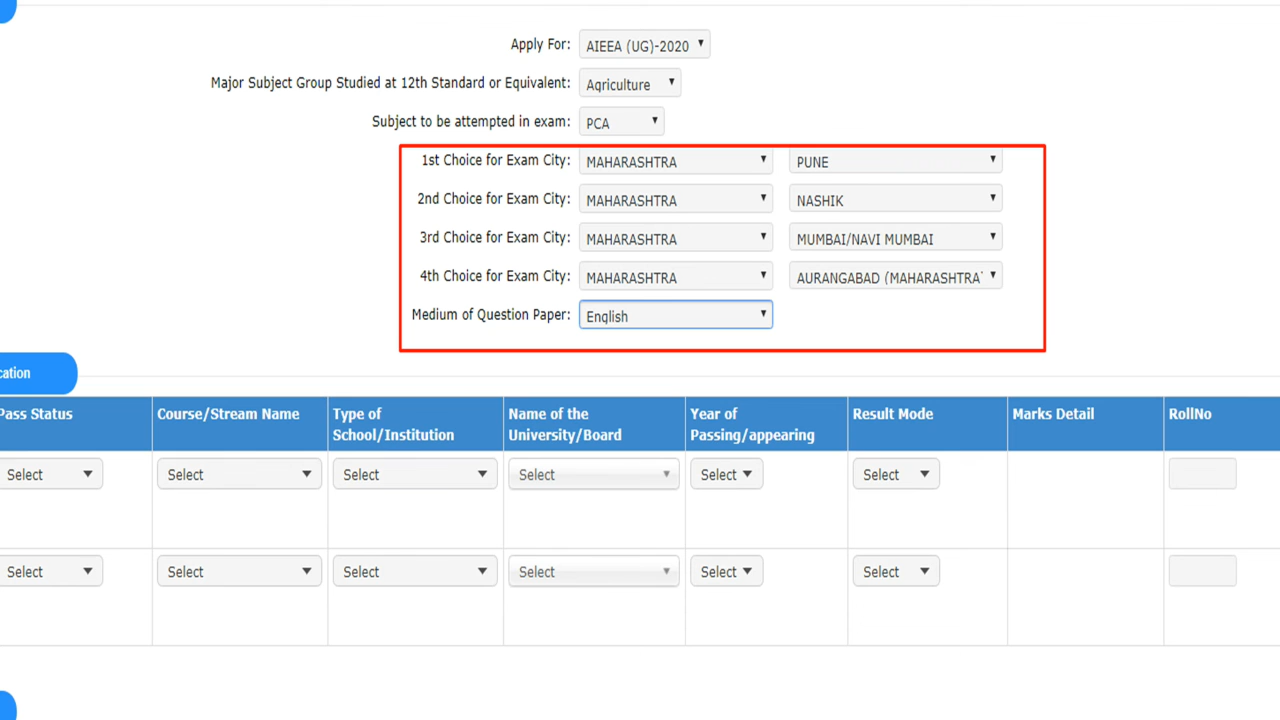 Apply For: AIEEA (UG)-2020
Major Subject Group Studied at 12th Standard or Equivalent: Agriculture
Subject to be attempted in exam: PCA
1st Choice for Exam City: MAHARASHTRA PUNE
2nd Choice for Exam City: MAHARASHTRA NASHIK
3rd Choice for Exam City: MAHARASHTRA MUMBAI/NAVI MUMBAI
4th Choice for Exam City: MAHARASHTRA AURANGABAD (MAHARASHTRA
Medium of Question Paper: English
cation
Pass Status Course/Stream Name Type of School/Institution Name of the University/Board Year of Passing/appearing Result Mode Marks Detail RollNo
Select Select Select Select Select Select
Select Select Select Select Select Select